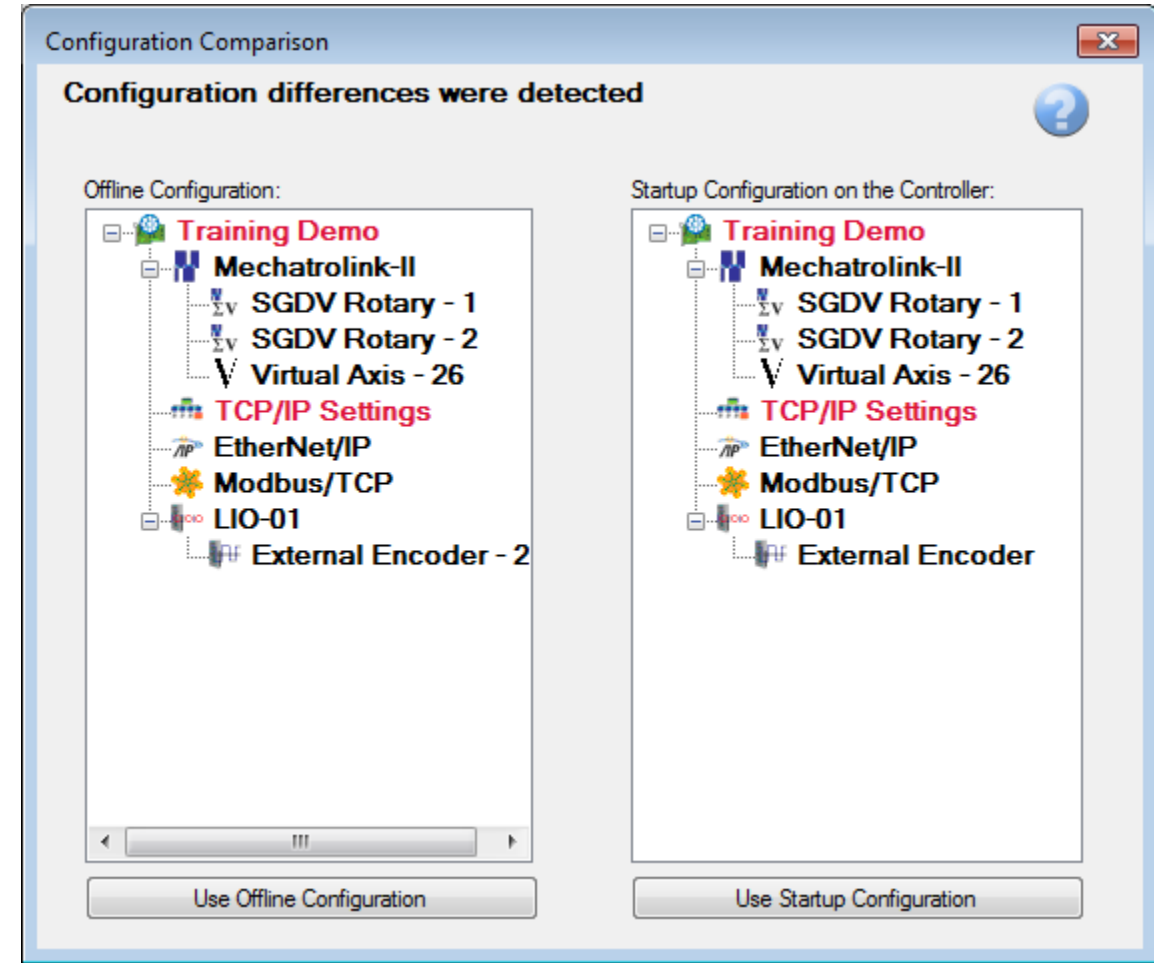 Configuration Comparison
Configuration differences were detected
Offline Configuration:
Training Demo
Mechatrolink-II
SGDV Rotary - 1
SGDV Rotary - 2
Virtual Axis - 26
TCP/IP Settings
EtherNet/IP
Modbus/TCP
LIO-01
External Encoder - 2
Use Offline Configuration
Startup Configuration on the Controller:
Training Demo
Mechatrolink-II
SGDV Rotary - 1
SGDV Rotary - 2
Virtual Axis - 26
TCP/IP Settings
EtherNet/IP
Modbus/TCP
LIO-01
External Encoder
Use Startup Configuration